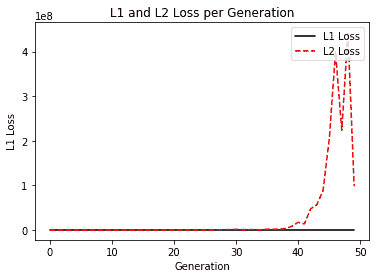 L1 and L2 Loss per Generation
1e8
L1 Loss
L2 Loss
L1 Loss
4
3
2
1
0
0 10 20 30 40 50
Generation